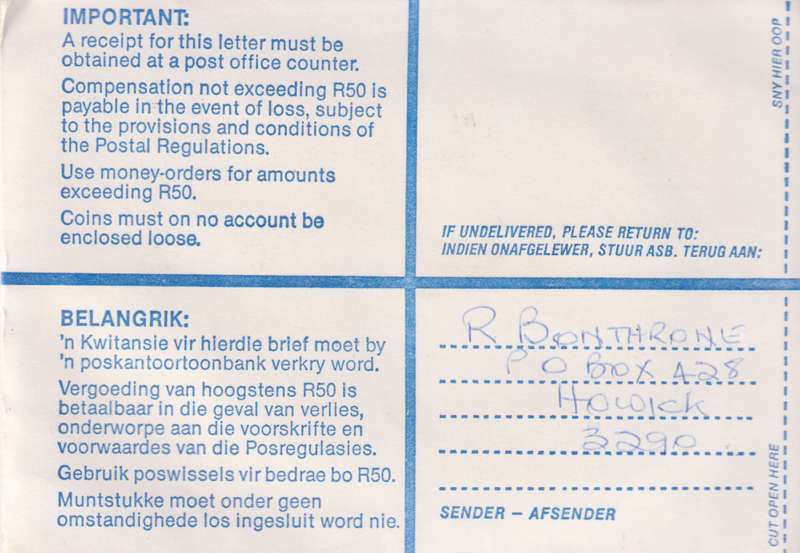 IMPORTANT:
A receipt for this letter must be
obtained at a post office counter.
Compensation not exceeding R50 is
payable in the event of loss, subject
to the provisions and conditions of
the Postal Regulations.
Use money-orders for amounts
exceeding R50.
Coins must on no account be
enclosed loose.
SNY HIER OOP
IF UNDELIVERED, PLEASE RETURN TO:
INDIEN ONAFGELEWER, STUUR ASB. TERUG AAN:
BELANGRIK:
'n Kwitansie vir hierdie brief moet by
'n poskantoortoonbank verkry word.
Vergoeding van hoogstens R50 is
betaalbaar in die geval van verlies,
onderworpe aan die voorskrifte en
voorwaardes van die Posregulasies.
Gebruik poswissels vir bedrae bo R50.
Muntstukke moet onder geen
omstandighede los ingesluit word nie.
R BONTHRONE
P O BOX 428
HOWICK
3290
SENDER – AFSENDER
CUT OPEN HERE